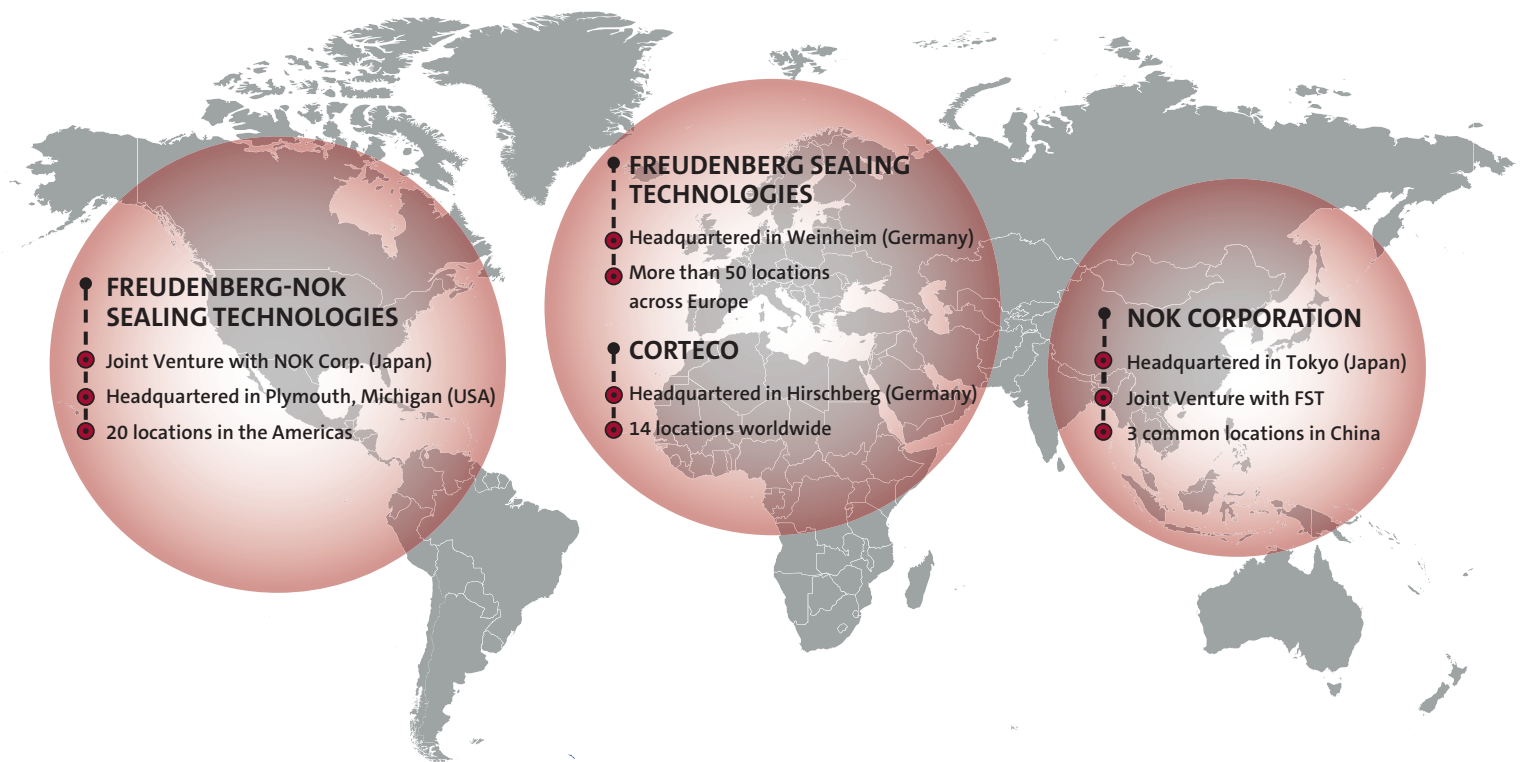 FREUDENBERG-NOK
SEALING TECHNOLOGIES
Joint Venture with NOK Corp. (Japan)
Headquartered in Plymouth, Michigan (USA)
20 locations in the Americas
FREUDENBERG SEALING
TECHNOLOGIES
Headquartered in Weinheim (Germany)
More than 50 locations
across Europe
CORTECO
Headquartered in Hirschberg (Germany)
14 locations worldwide
NOK CORPORATION
Headquartered in Tokyo (Japan)
Joint Venture with FST
3 common locations in China